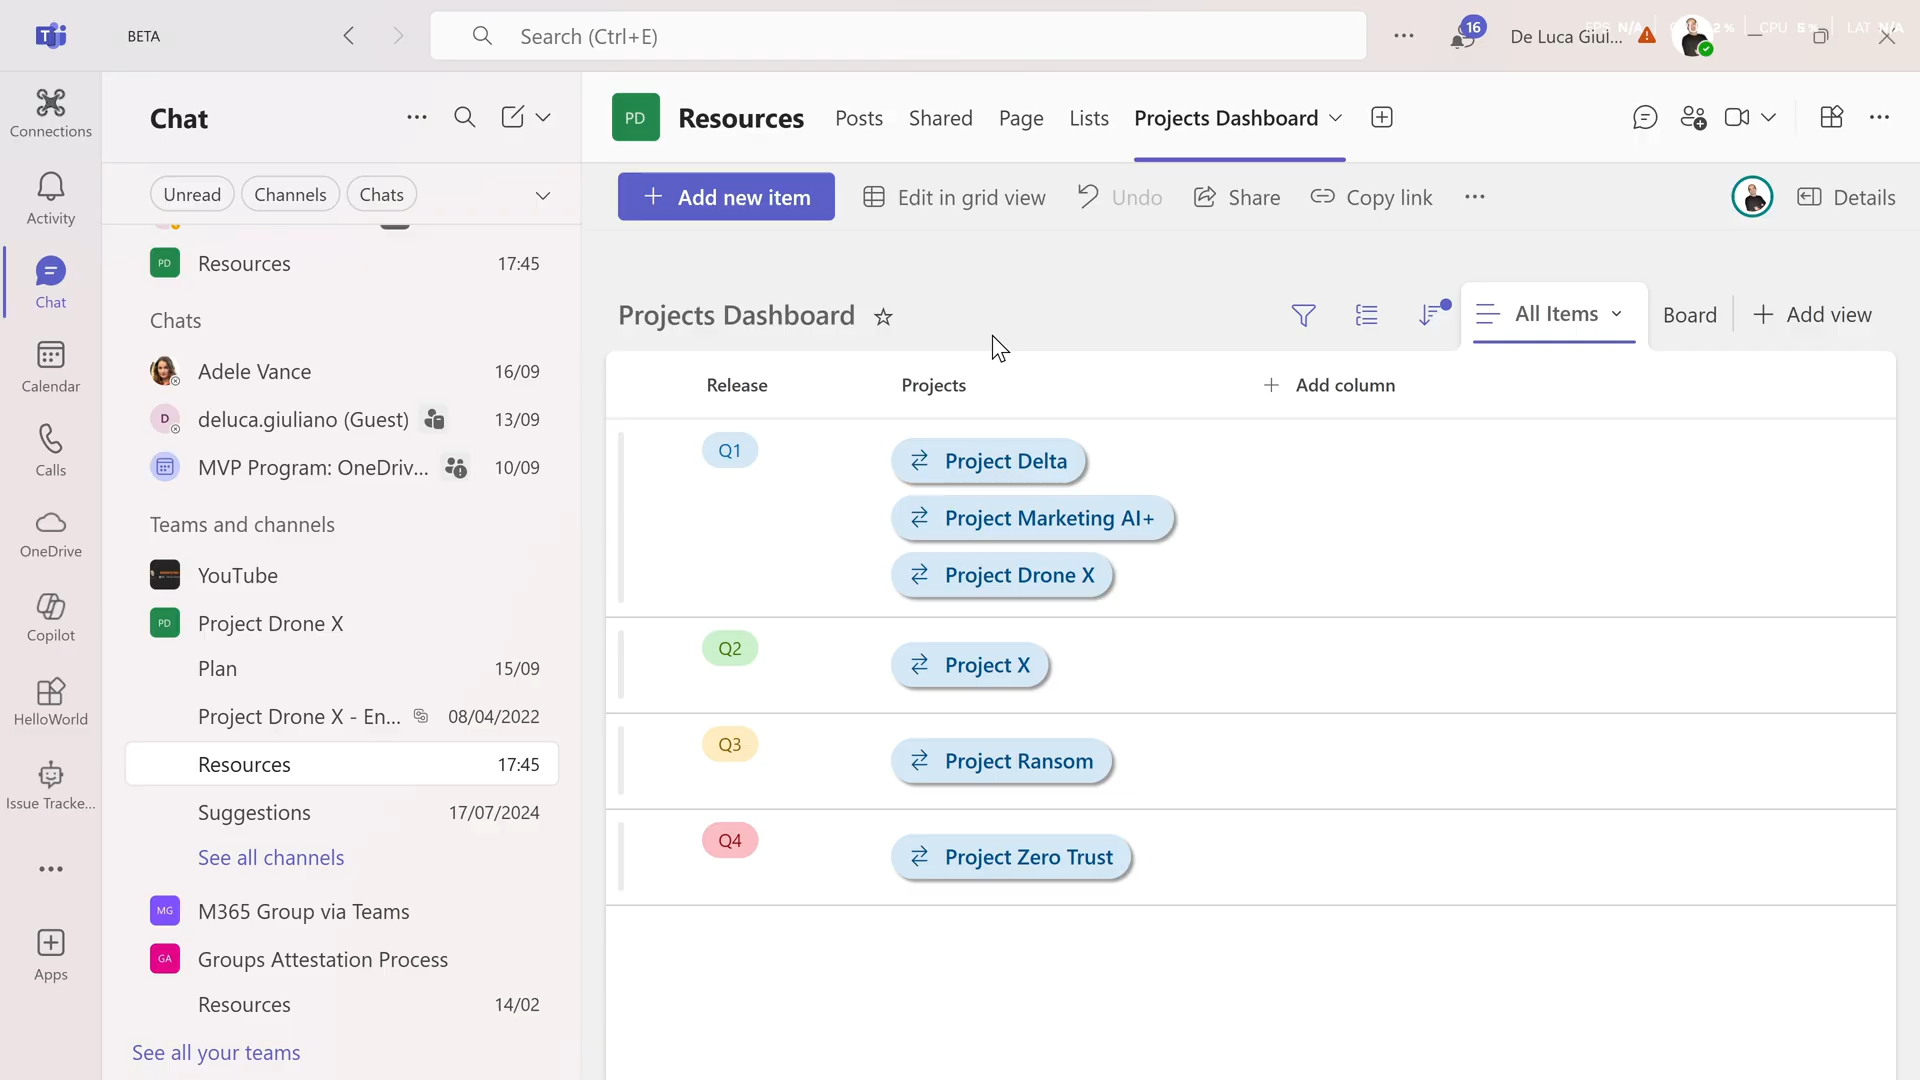 BETA
Search (Ctrl+E)
16
De Luca Giul...
FPS N/A
2 %
CPU 5 %
LAT N/A
Connections
Activity
Chat
Calendar
Calls
OneDrive
Copilot
HelloWorld
Issue Tracke...
Apps
Chat
Unread
Channels
Chats
PD
Resources
17:45
Chats
Adele Vance
16/09
D
deluca.giuliano (Guest)
13/09
MVP Program: OneDriv...
10/09
Teams and channels
YouTube
PD
Project Drone X
Plan
15/09
Project Drone X - En...
08/04/2022
Resources
17:45
Suggestions
17/07/2024
See all channels
MG
M365 Group via Teams
GA
Groups Attestation Process
Resources
14/02
See all your teams
PD
Resources
Posts
Shared
Page
Lists
Projects Dashboard
Add new item
Edit in grid view
Undo
Share
Copy link
Details
Projects Dashboard
All Items
Board
Add view
Release
Projects
Add column
Q1
Project Delta
Project Marketing AI+
Project Drone X
Q2
Project X
Q3
Project Ransom
Q4
Project Zero Trust